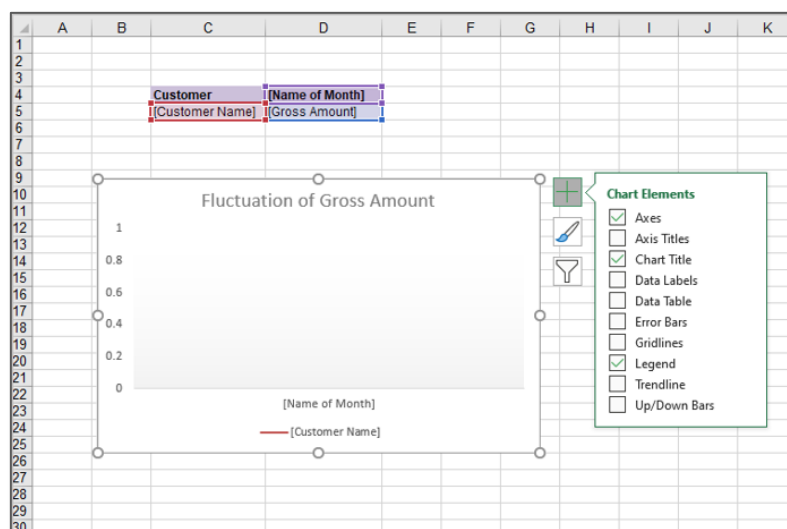 A B C D E F G H I J K
1
2
3
4 Customer [Name of Month]
5 [Customer Name] [Gross Amount]
6
7
8
9
10
11
12
13
14
15
16
17
18
19
20
21
22
23
24
25
26
27
28
29
30
Fluctuation of Gross Amount
1
0.8
0.6
0.4
0.2
0
[Name of Month]
[Customer Name]
Chart Elements
Axes
Axis Titles
Chart Title
Data Labels
Data Table
Error Bars
Gridlines
Legend
Trendline
Up/Down Bars